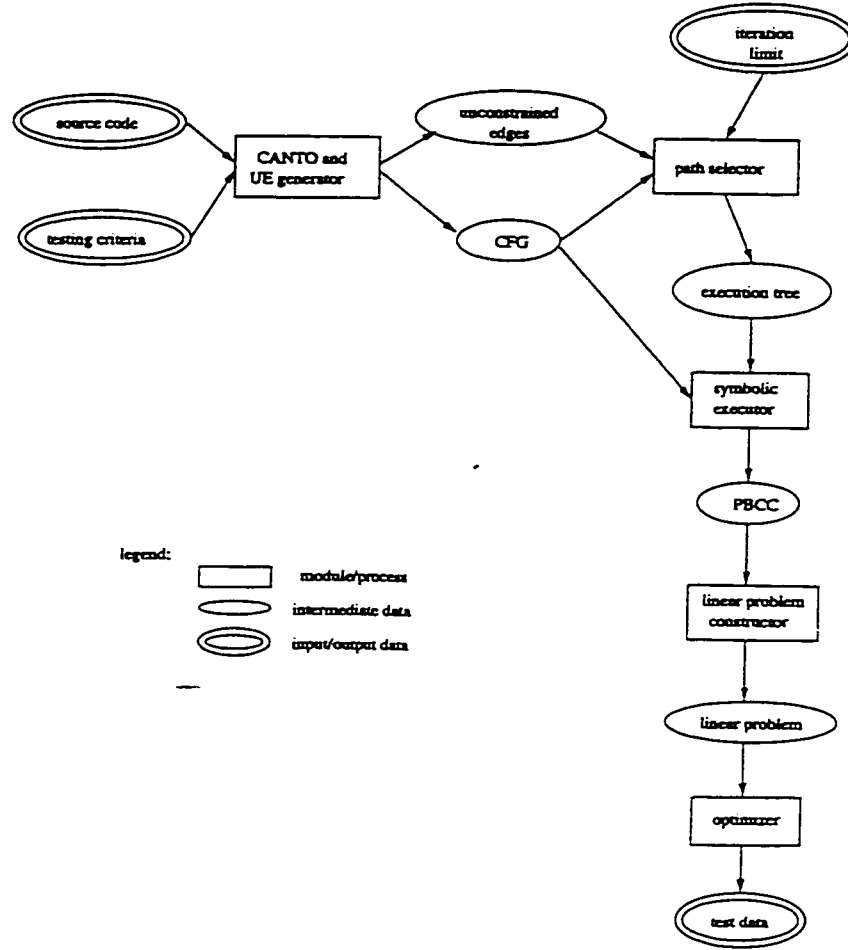 iteration
limit
source code
unconstrained
edges
CANTO and
UE generator
path selector
testing criteria
CFG
execution tree
symbolic
executor
PBCC
legend:
module/process
intermediate data
input/output data
linear problem
constructor
linear problem
optimizer
test data